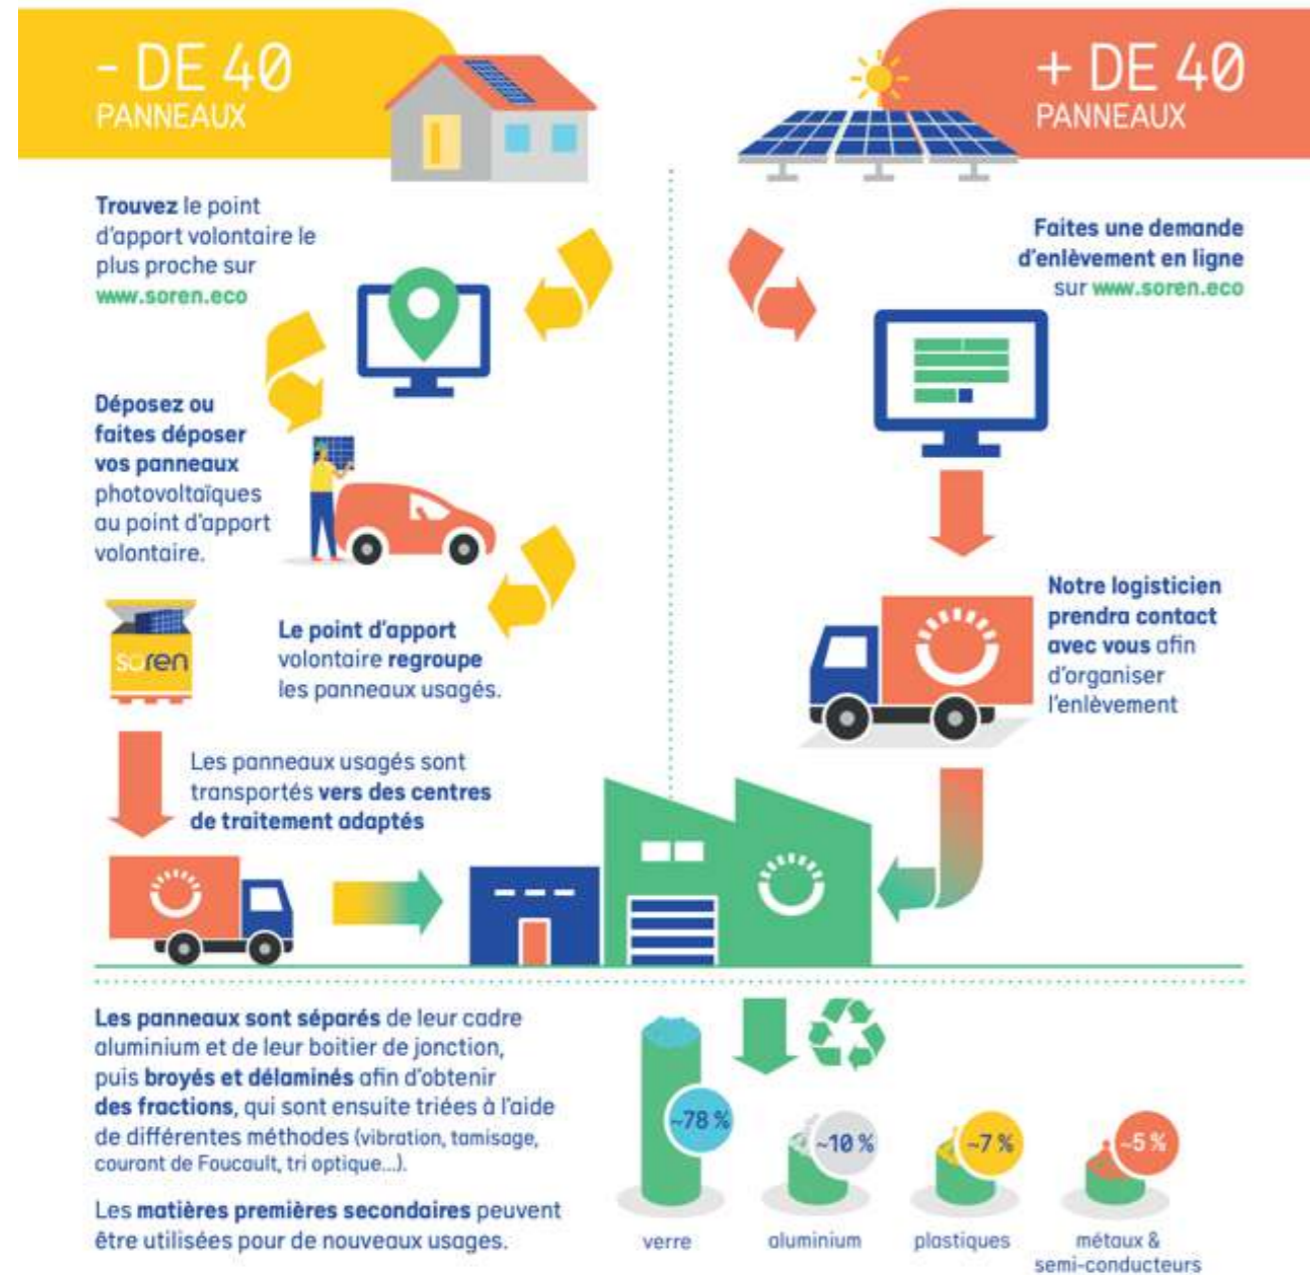 - DE 40
PANNEAUX
Trouvez le point
d'apport volontaire le
plus proche sur
www.soren.eco
Déposez ou
faites déposer
vos panneaux
photovoltaïques
au point d'apport
volontaire.
soren
Le point d'apport
volontaire regroupe
les panneaux usagés.
Les panneaux usagés sont
transportés vers des centres
de traitement adaptés
+ DE 40
PANNEAUX
Faites une demande
d'enlèvement en ligne
sur www.soren.eco
Notre logisticien
prendra contact
avec vous afin
d'organiser
l'enlèvement
Les panneaux sont séparés de leur cadre
aluminium et de leur boitier de jonction,
puis broyés et délaminés afin d'obtenir
des fractions, qui sont ensuite triées à l'aide
de différentes méthodes (vibration, tamisage,
courant de Foucault, tri optique...).
Les matières premières secondaires peuvent
être utilisées pour de nouveaux usages.
~78 %
verre
~10 %
aluminium
~7 %
plastiques
~5 %
métaux &
semi-conducteurs